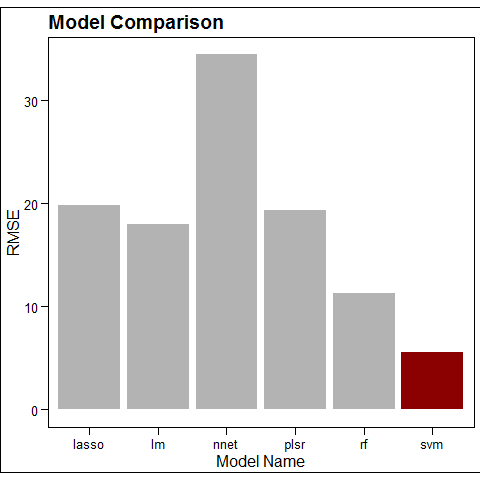 Model Comparison
30
20
10
0
RMSE
lasso lm nnet plsr rf svm
Model Name